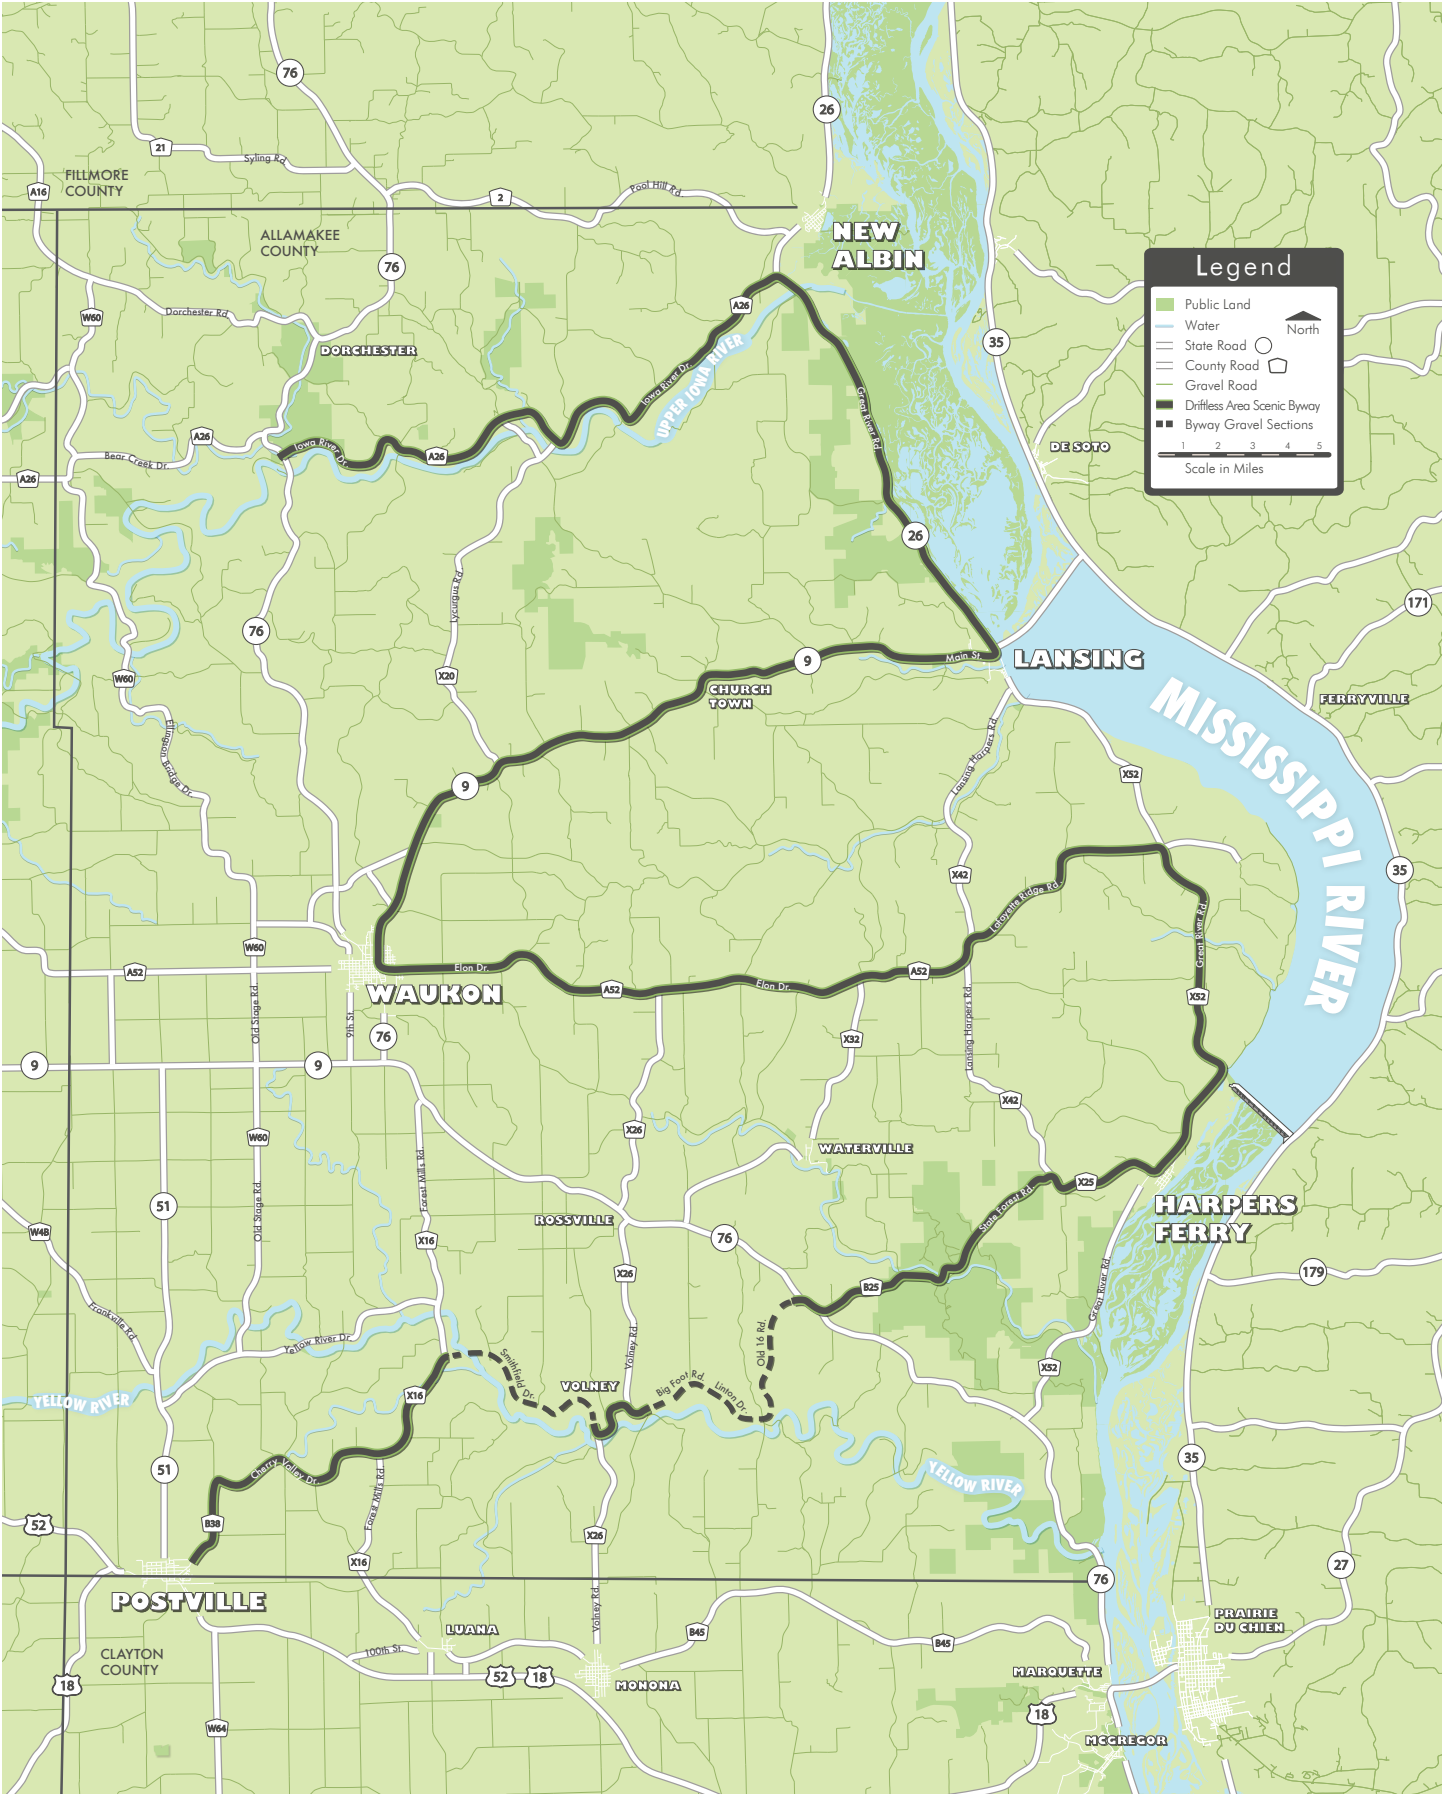 76
26
21
Syling Rd.
FILLMORE
COUNTY
A16
2
Pool Hill Rd.
ALLAMAKEE
COUNTY
NEW
ALBIN
76
Legend
Public Land
Water
North
State Road
County Road
Gravel Road
Driftless Area Scenic Byway
Byway Gravel Sections
1 2 3 4 5
Scale in Miles
W60
Dorchester Rd.
A26
35
DORCHESTER
UPPER IOWA RIVER
Iowa River Dr.
Great River Rd.
A26
Bear Creek Dr.
Iowa River Dr.
A26
A26
DE SOTO
26
Lycurgus Rd.
171
76
9
Main St.
LANSING
W60
X20
CHURCH
TOWN
FERRYVILLE
MISSISSIPPI RIVER
Ellingson Bridge Dr.
Lansing Harpers Rd.
X52
9
35
X42
Lafayette Ridge Rd.
Great River Rd.
W60
A52
Elon Dr.
A52
Elon Dr.
A52
WAUKON
X52
Old Stage Rd.
9th St.
76
X32
Lansing Harpers Rd.
9
9
X42
W60
X26
WATERVILLE
Forest Mills Rd.
X25
51
Old Stage Rd.
State Forest Rd.
HARPERS
FERRY
W4B
ROSSVILLE
X16
76
X26
B25
179
Great River Rd.
Frankville Rd.
Yellow River Dr.
Old 16 Rd.
Volney Rd.
Smithfield Dr.
X52
VOLNEY
Big Foot Rd.
Linton Dr.
X16
YELLOW RIVER
51
Cherry Valley Dr.
35
YELLOW RIVER
Forest Mills Rd.
52
B38
X26
X16
27
76
POSTVILLE
Volney Rd.
PRAIRIE
DU CHIEN
LUANA
B45
B45
CLAYTON
COUNTY
100th St.
18
52
18
MONONA
MARQUETTE
18
W64
MCGREGOR